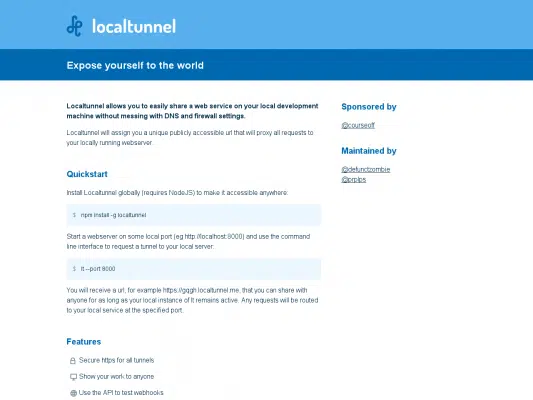 localtunnel
Expose yourself to the world
Localtunnel allows you to easily share a web service on your local development
machine without messing with DNS and firewall settings.
Localtunnel will assign you a unique publicly accessible url that will proxy all requests to
your locally running webserver.
Quickstart
Install Localtunnel globally (requires NodeJS) to make it accessible anywhere:
$ npm install -g localtunnel
Start a webserver on some local port (eg http://localhost:8000) and use the command
line interface to request a tunnel to your local server:
$ lt --port 8000
You will receive a url, for example https://gqgh.localtunnel.me, that you can share with
anyone for as long as your local instance of lt remains active. Any requests will be routed
to your local service at the specified port.
Features
Secure https for all tunnels
Show your work to anyone
Use the API to test webhooks
Sponsored by
@courseoff
Maintained by
@defunctzombie
@prplps